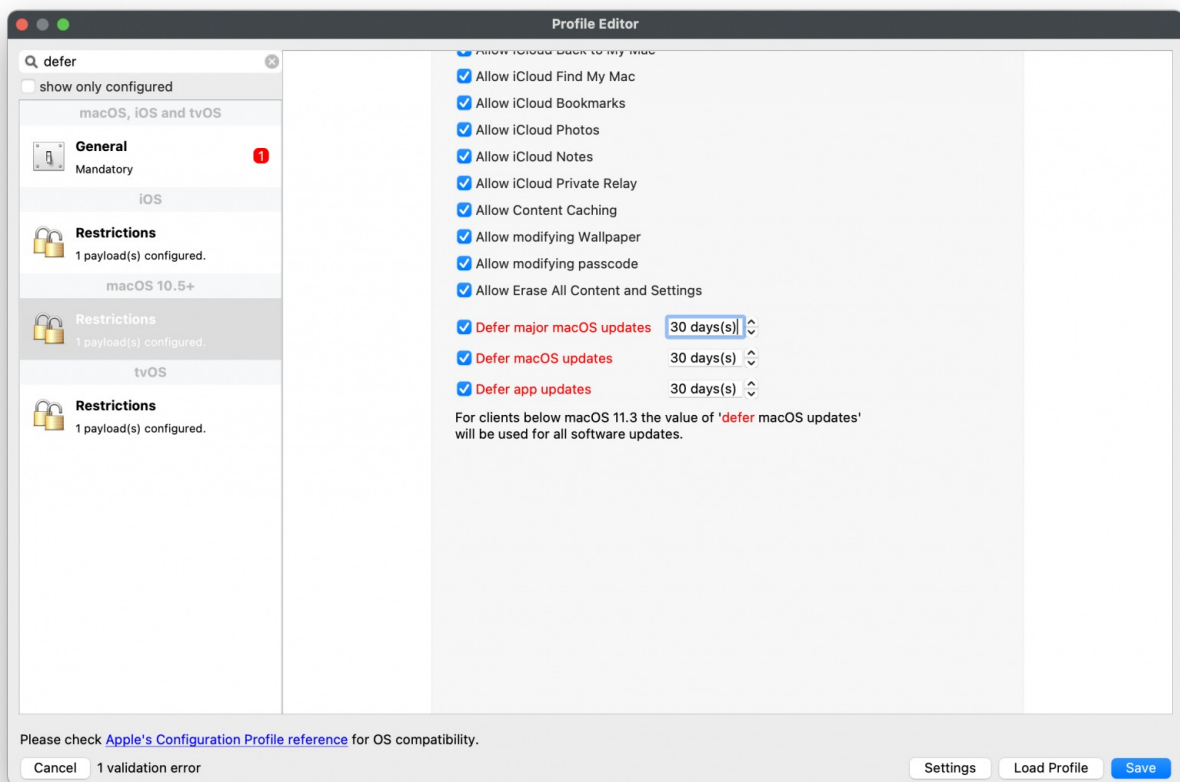 Profile Editor
defer
show only configured
macOS, iOS and tvOS
General
Mandatory
1
iOS
Restrictions
1 payload(s) configured.
macOS 10.5+
Restrictions
1 payload(s) configured.
tvOS
Restrictions
1 payload(s) configured.
Allow iCloud Back to My Mac
Allow iCloud Find My Mac
Allow iCloud Bookmarks
Allow iCloud Photos
Allow iCloud Notes
Allow iCloud Private Relay
Allow Content Caching
Allow modifying Wallpaper
Allow modifying passcode
Allow Erase All Content and Settings
Defer major macOS updates 30 days(s)
Defer macOS updates 30 days(s)
Defer app updates 30 days(s)
For clients below macOS 11.3 the value of 'defer macOS updates'
will be used for all software updates.
Please check Apple's Configuration Profile reference for OS compatibility.
Cancel 1 validation error Settings Load Profile Save